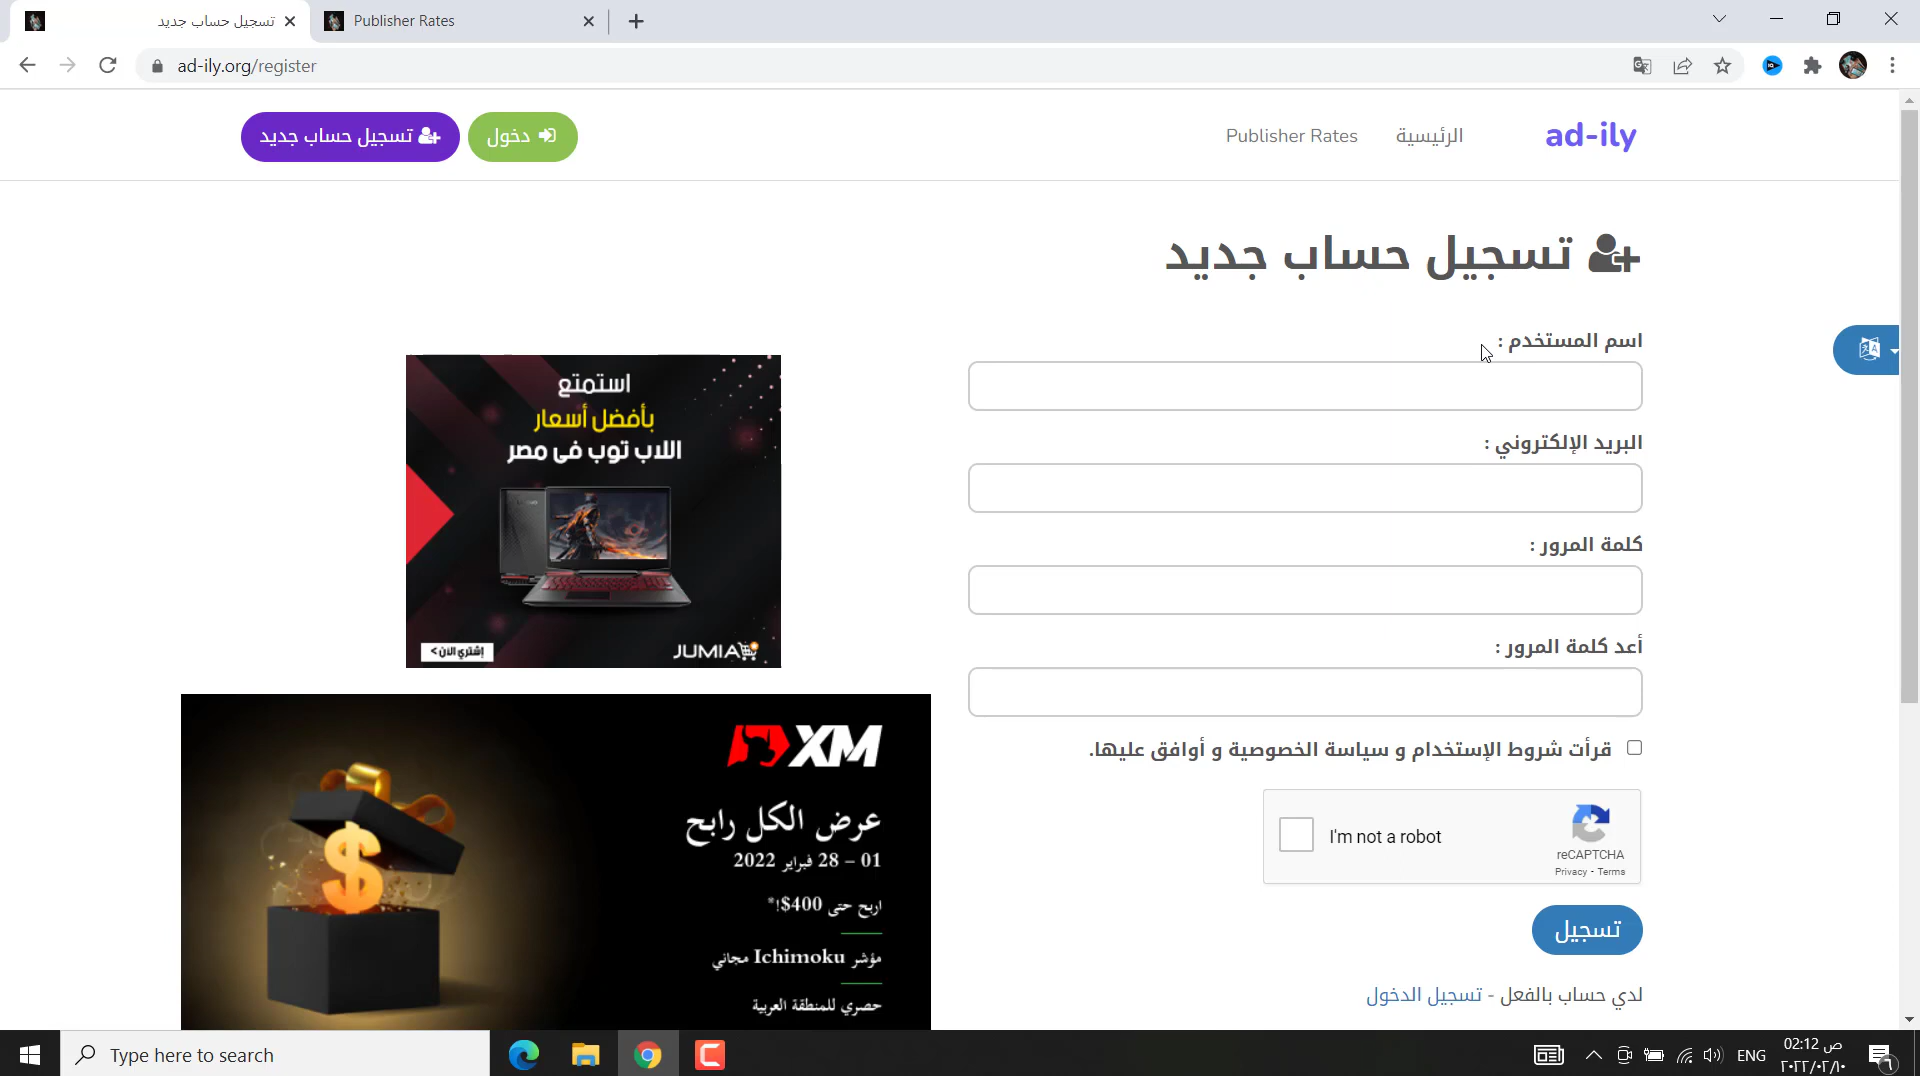 تسجيل حساب جديد
Publisher Rates
ad-ily.org/register
ad-ily
الرئيسية
Publisher Rates
دخول
تسجيل حساب جديد
تسجيل حساب جديد
اسم المستخدم :
البريد الإلكتروني :
كلمة المرور :
أعد كلمة المرور :
قرأت شروط الإستخدام و سياسة الخصوصية و أوافق عليها.
I'm not a robot
reCAPTCHA
Privacy - Terms
تسجيل
لدي حساب بالفعل - تسجيل الدخول
استمتع
بأفضل أسعار
اللاب توب فى مصر
إشتري الآن >
JUMIA
XM
عرض الكل رابح
01 – 28 فبراير 2022
اربح حتى 400$!*
مؤشر Ichimoku مجاني
حصري للمنطقة العربية
Type here to search
ENG
02:12 ص